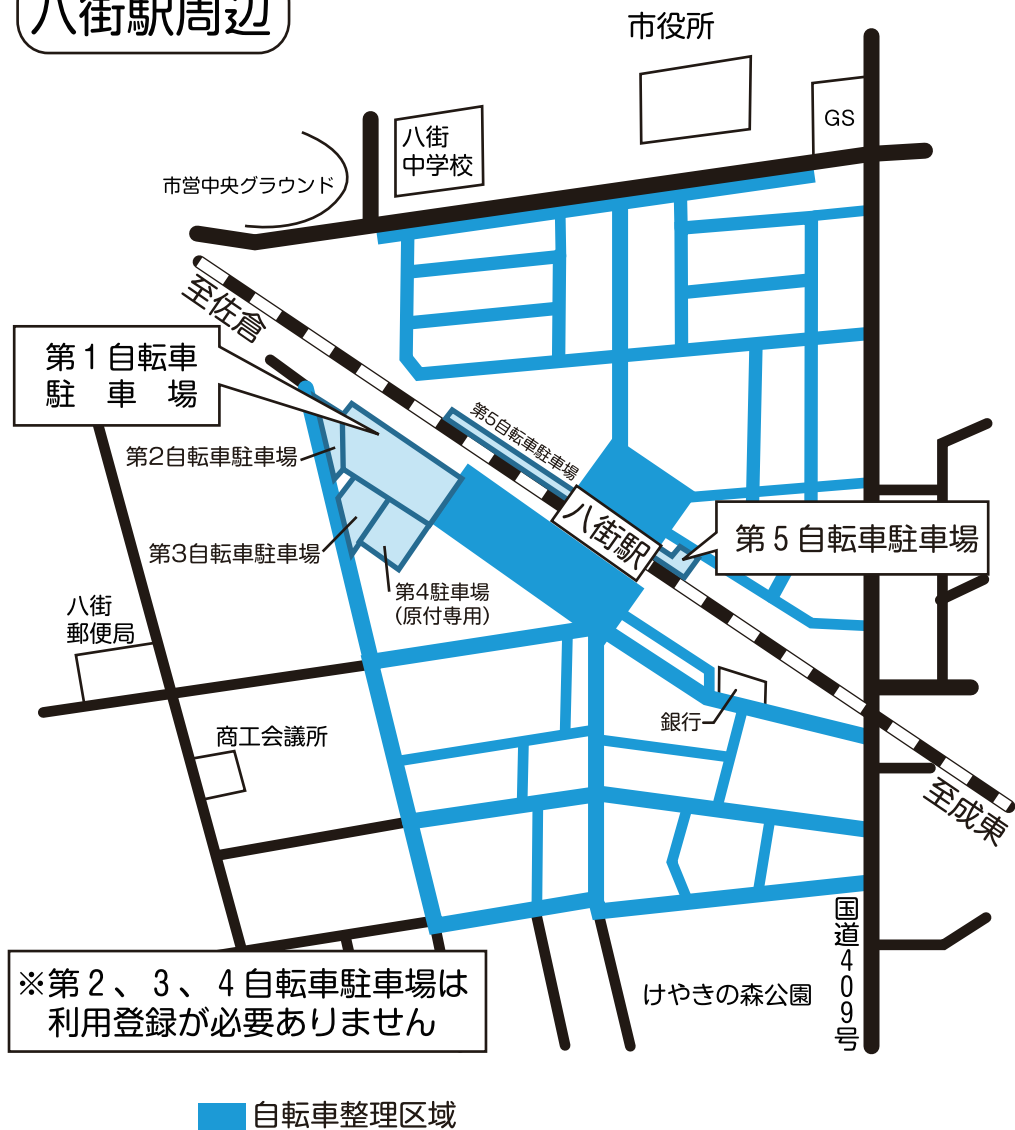 八街駅周辺
市役所
GS
八街
中学校
市営中央グラウンド
至佐倉
第1自転車
駐車場
第5自転車駐車場
第2自転車駐車場
八街駅
第5自転車駐車場
第3自転車駐車場
第4駐車場
(原付専用)
八街
郵便局
銀行
商工会議所
至成東
国道409号
けやきの森公園
※第2、3、4自転車駐車場は
利用登録が必要ありません
自転車整理区域